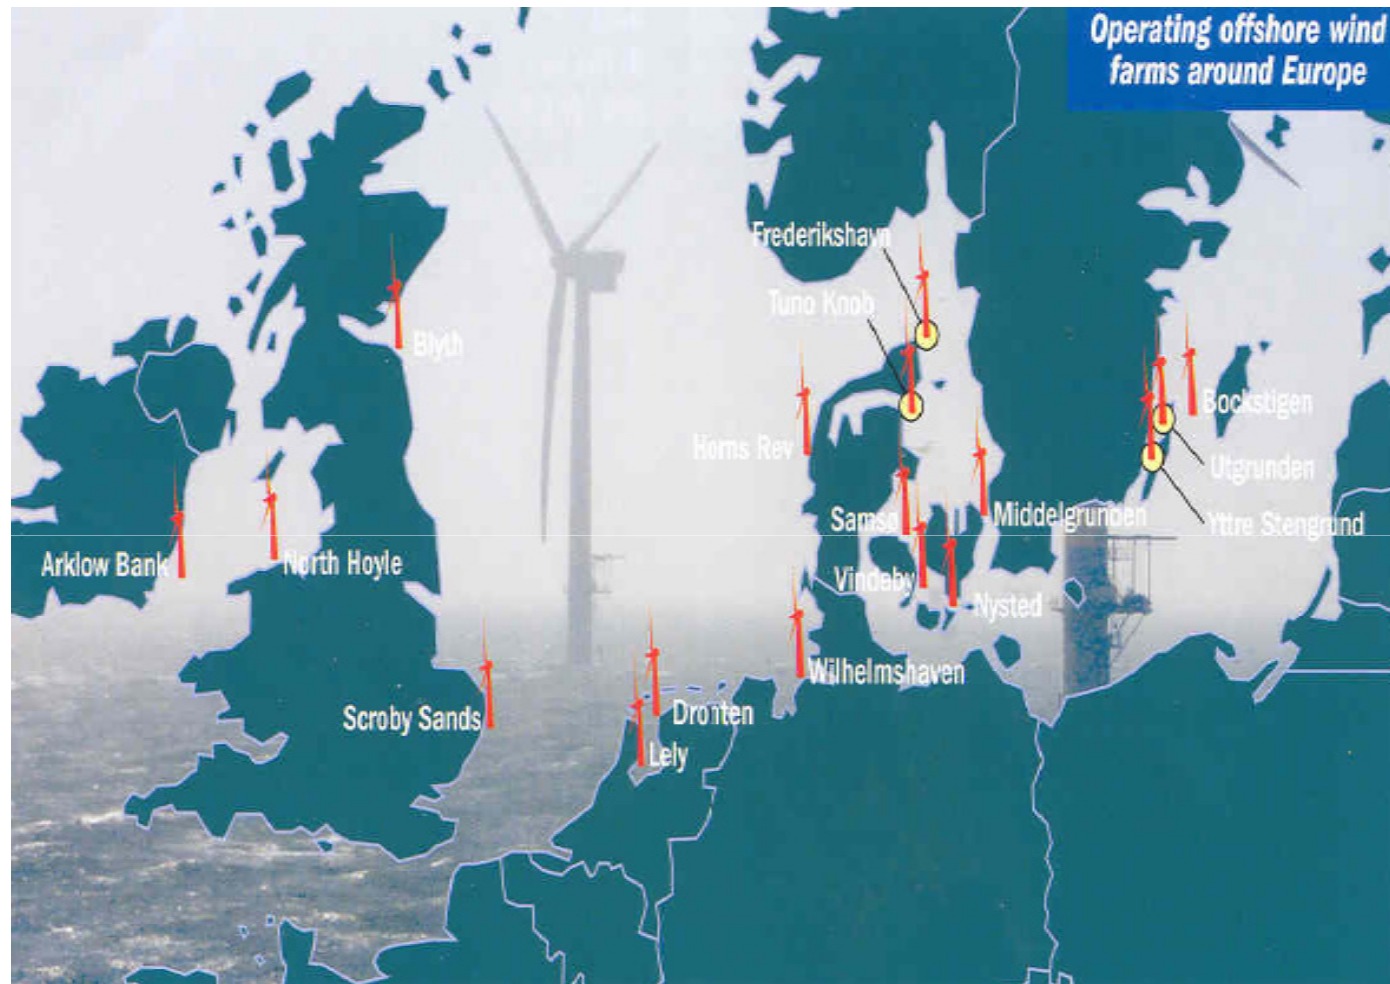 Operating offshore wind
farms around Europe
Frederikshavn
Tuno Knob
Blyth
Bockstigen
Horns Rev
Utgrunden
Samsø
Middelgrunden
Yttre Stengrund
Arklow Bank
North Hoyle
Vindeby
Nysted
Wilhelmshaven
Scroby Sands
Dronten
Lely